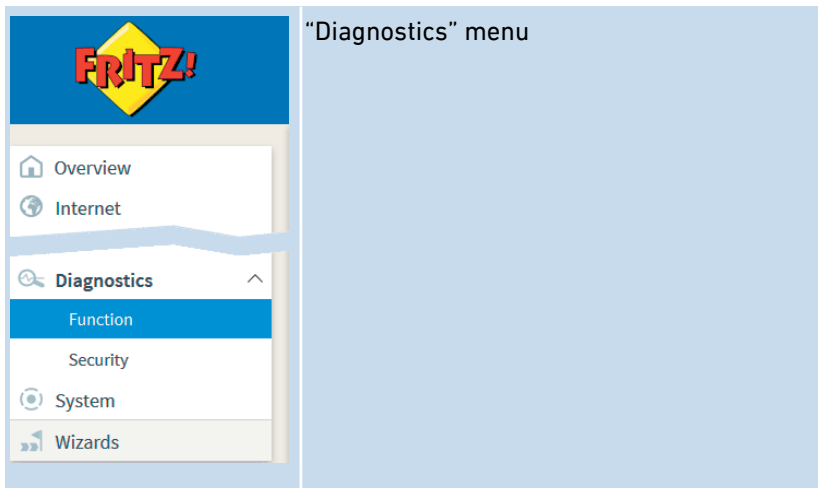 FRITZ!
“Diagnostics” menu
Overview
Internet
Diagnostics
Function
Security
System
Wizards